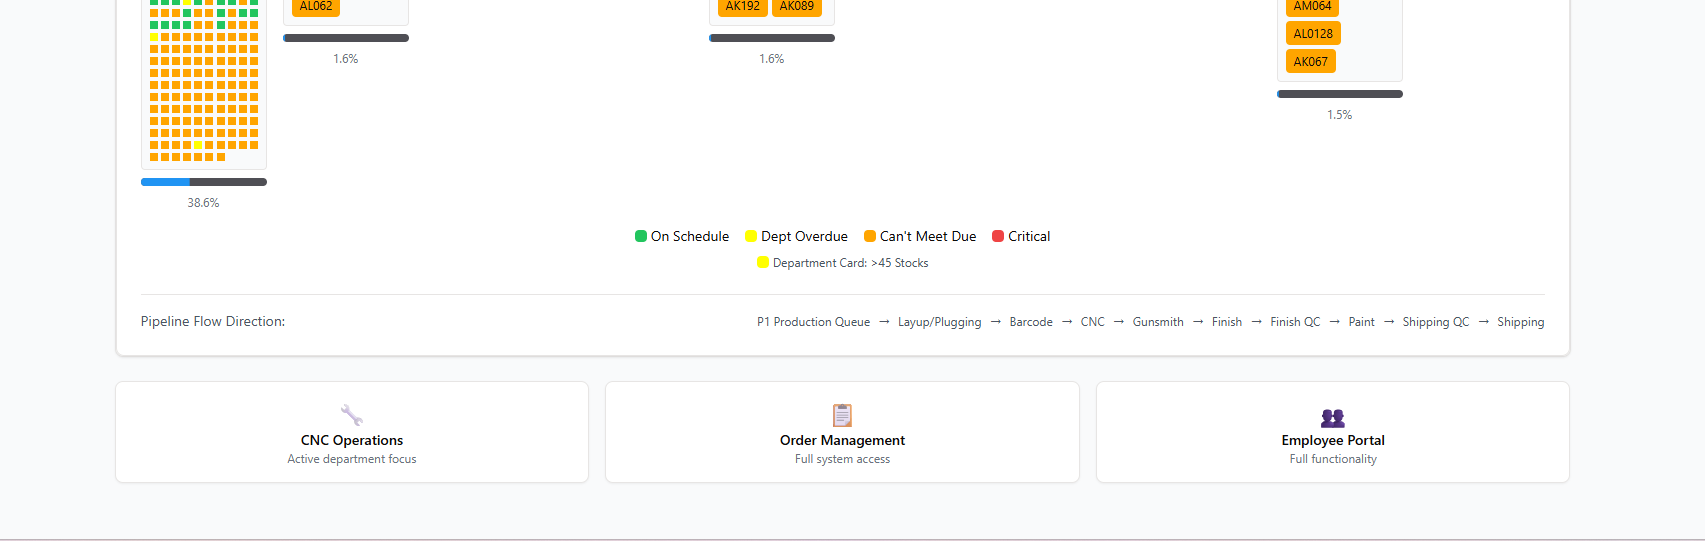 AL062
AK192 AK089
AM064
AL0128
AK067
1.6%
1.6%
1.5%
38.6%
On Schedule Dept Overdue Can't Meet Due Critical
Department Card: >45 Stocks
Pipeline Flow Direction: P1 Production Queue → Layup/Plugging → Barcode → CNC → Gunsmith → Finish → Finish QC → Paint → Shipping QC → Shipping
CNC Operations
Active department focus
Order Management
Full system access
Employee Portal
Full functionality